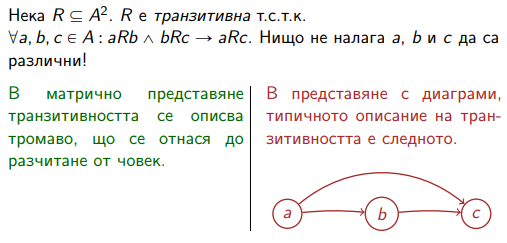 Нека R ⊆ A². R е транзитивна т.с.т.к.
∀a, b, c ∈ A : aRb ∧ bRc → aRc. Нищо не налага a, b и c да са
различни!
В матрично представяне
транзитивността се описва
тромаво, що се отнася до
разчитане от човек.
В представяне с диаграми,
типичното описание на тран-
зитивността е следното.
a b c